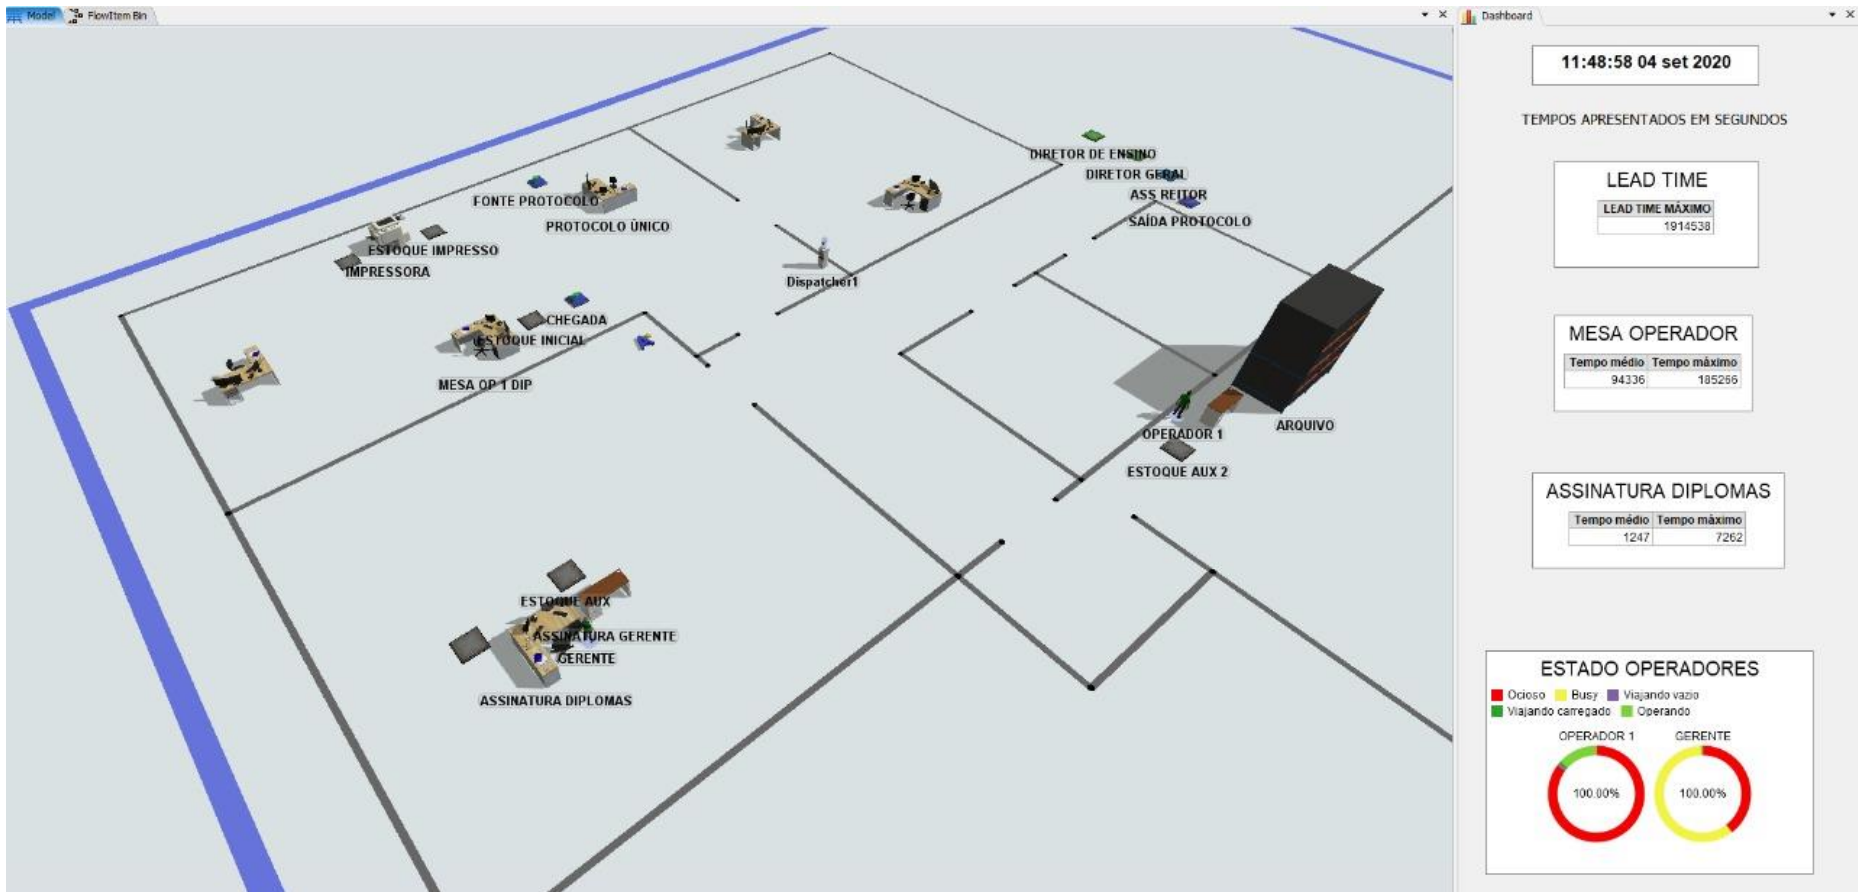 Model
FlowItem Bin
DIRETOR DE ENSINO
DIRETOR GERAL
ASS REITOR
SAÍDA PROTOCOLO
FONTE PROTOCOLO
PROTOCOLO ÚNICO
ESTOQUE IMPRESSO
IMPRESSORA
Dispatcher1
CHEGADA
ESTOQUE INICIAL
MESA OP 1 DIP
OPERADOR 1
ARQUIVO
ESTOQUE AUX 2
ESTOQUE AUX
ASSINATURA GERENTE
GERENTE
ASSINATURA DIPLOMAS
Dashboard
11:48:58 04 set 2020
TEMPOS APRESENTADOS EM SEGUNDOS
LEAD TIME
LEAD TIME MÁXIMO
1914538
MESA OPERADOR
Tempo médio Tempo máximo
94336 185266
ASSINATURA DIPLOMAS
Tempo médio Tempo máximo
1247 7262
ESTADO OPERADORES
Ocioso Busy Viajando vazio
Viajando carregado Operando
OPERADOR 1 GERENTE
100.00% 100.00%